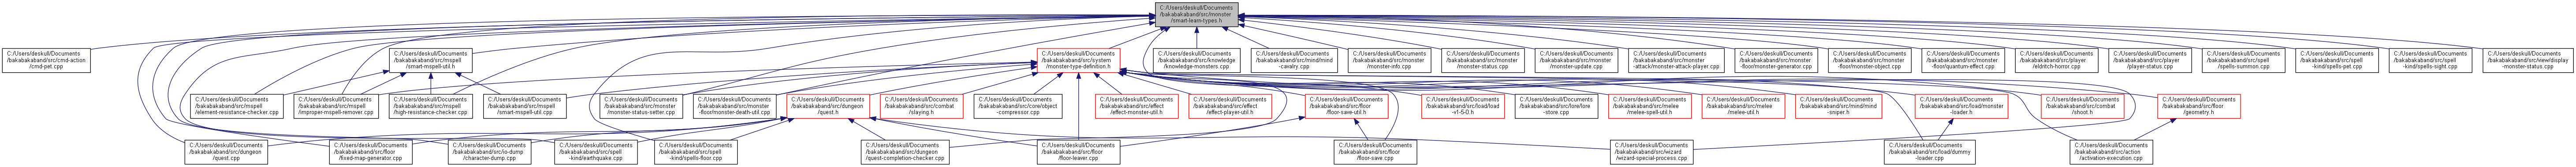 C:/Users/deskull/Documents
/bakabakaband/src/monster
/smart-learn-types.h
C:/Users/deskull/Documents
/bakabakaband/src/cmd-action
/cmd-pet.cpp
C:/Users/deskull/Documents
/bakabakaband/src/mspell
/smart-mspell-util.h
C:/Users/deskull/Documents
/bakabakaband/src/system
/monster-type-definition.h
C:/Users/deskull/Documents
/bakabakaband/src/knowledge
/knowledge-monsters.cpp
C:/Users/deskull/Documents
/bakabakaband/src/mind/mind
-cavalry.cpp
C:/Users/deskull/Documents
/bakabakaband/src/monster
/monster-info.cpp
C:/Users/deskull/Documents
/bakabakaband/src/monster
/monster-status.cpp
C:/Users/deskull/Documents
/bakabakaband/src/monster
/monster-update.cpp
C:/Users/deskull/Documents
/bakabakaband/src/monster
-attack/monster-attack-player.cpp
C:/Users/deskull/Documents
/bakabakaband/src/monster
-floor/monster-generator.cpp
C:/Users/deskull/Documents
/bakabakaband/src/monster
-floor/monster-object.cpp
C:/Users/deskull/Documents
/bakabakaband/src/monster
-floor/quantum-effect.cpp
C:/Users/deskull/Documents
/bakabakaband/src/player
/eldritch-horror.cpp
C:/Users/deskull/Documents
/bakabakaband/src/player
/player-status.cpp
C:/Users/deskull/Documents
/bakabakaband/src/spell
/spells-summon.cpp
C:/Users/deskull/Documents
/bakabakaband/src/spell
-kind/spells-pet.cpp
C:/Users/deskull/Documents
/bakabakaband/src/spell
-kind/spells-sight.cpp
C:/Users/deskull/Documents
/bakabakaband/src/view/display
-monster-status.cpp
C:/Users/deskull/Documents
/bakabakaband/src/mspell
/element-resistance-checker.cpp
C:/Users/deskull/Documents
/bakabakaband/src/mspell
/improper-mspell-remover.cpp
C:/Users/deskull/Documents
/bakabakaband/src/mspell
/high-resistance-checker.cpp
C:/Users/deskull/Documents
/bakabakaband/src/mspell
/smart-mspell-util.cpp
C:/Users/deskull/Documents
/bakabakaband/src/monster
/monster-status-setter.cpp
C:/Users/deskull/Documents
/bakabakaband/src/monster
-floor/monster-death-util.cpp
C:/Users/deskull/Documents
/bakabakaband/src/dungeon
/quest.h
C:/Users/deskull/Documents
/bakabakaband/src/combat
/slaying.h
C:/Users/deskull/Documents
/bakabakaband/src/core/object
-compressor.cpp
C:/Users/deskull/Documents
/bakabakaband/src/effect
/effect-monster-util.h
C:/Users/deskull/Documents
/bakabakaband/src/effect
/effect-player-util.h
C:/Users/deskull/Documents
/bakabakaband/src/floor
/floor-save-util.h
C:/Users/deskull/Documents
/bakabakaband/src/load/load
-v1-5-0.h
C:/Users/deskull/Documents
/bakabakaband/src/lore/lore
-store.cpp
C:/Users/deskull/Documents
/bakabakaband/src/melee
/melee-spell-util.h
C:/Users/deskull/Documents
/bakabakaband/src/melee
/melee-util.h
C:/Users/deskull/Documents
/bakabakaband/src/mind/mind
-sniper.h
C:/Users/deskull/Documents
/bakabakaband/src/load/monster
-loader.h
C:/Users/deskull/Documents
/bakabakaband/src/combat
/shoot.h
C:/Users/deskull/Documents
/bakabakaband/src/floor
/geometry.h
C:/Users/deskull/Documents
/bakabakaband/src/dungeon
/quest.cpp
C:/Users/deskull/Documents
/bakabakaband/src/floor
/fixed-map-generator.cpp
C:/Users/deskull/Documents
/bakabakaband/src/io-dump
/character-dump.cpp
C:/Users/deskull/Documents
/bakabakaband/src/spell
-kind/earthquake.cpp
C:/Users/deskull/Documents
/bakabakaband/src/spell
-kind/spells-floor.cpp
C:/Users/deskull/Documents
/bakabakaband/src/dungeon
/quest-completion-checker.cpp
C:/Users/deskull/Documents
/bakabakaband/src/floor
/floor-leaver.cpp
C:/Users/deskull/Documents
/bakabakaband/src/floor
/floor-save.cpp
C:/Users/deskull/Documents
/bakabakaband/src/wizard
/wizard-special-process.cpp
C:/Users/deskull/Documents
/bakabakaband/src/load/dummy
-loader.cpp
C:/Users/deskull/Documents
/bakabakaband/src/action
/activation-execution.cpp